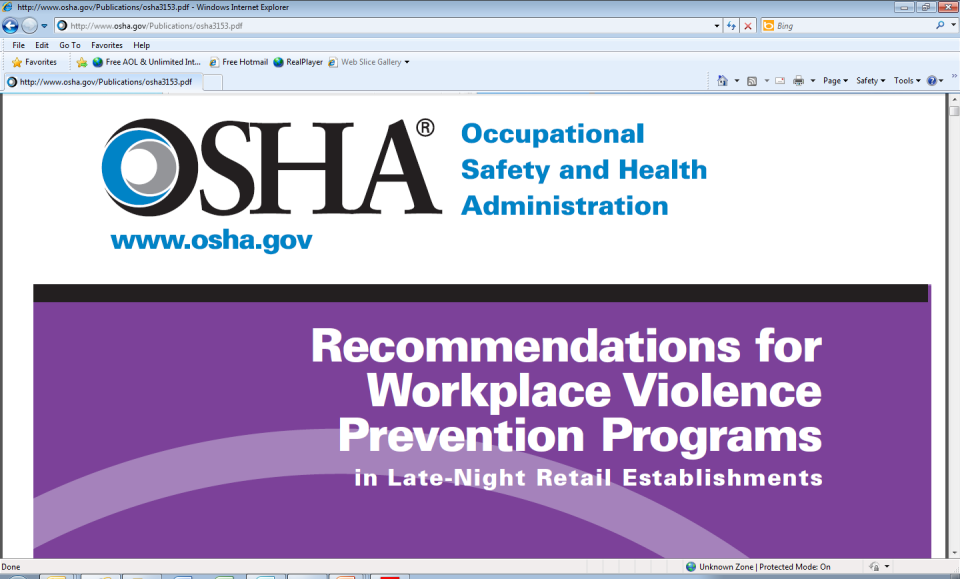 http://www.osha.gov/Publications/osha3153.pdf - Windows Internet Explorer
http://www.osha.gov/Publications/osha3153.pdf
Bing
File Edit Go To Favorites Help
Favorites Free AOL & Unlimited Int... Free Hotmail RealPlayer Web Slice Gallery
http://www.osha.gov/Publications/osha3153.pdf
Page Safety Tools
OSHA®
www.osha.gov
Occupational
Safety and Health
Administration
Recommendations for
Workplace Violence
Prevention Programs
in Late-Night Retail Establishments
Done
Unknown Zone | Protected Mode: On